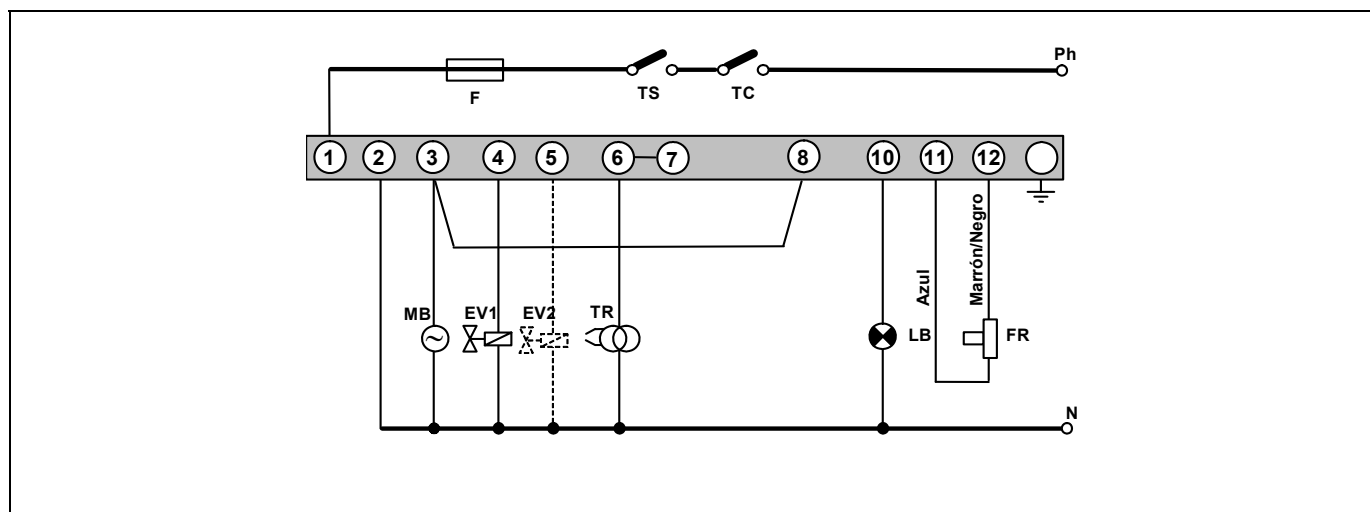 Ph
F
TS
TC
1 2 3 4 5 6 7 8 10 11 12
Azul
Marrón/Negro
MB
EV1
EV2
TR
LB
FR
N